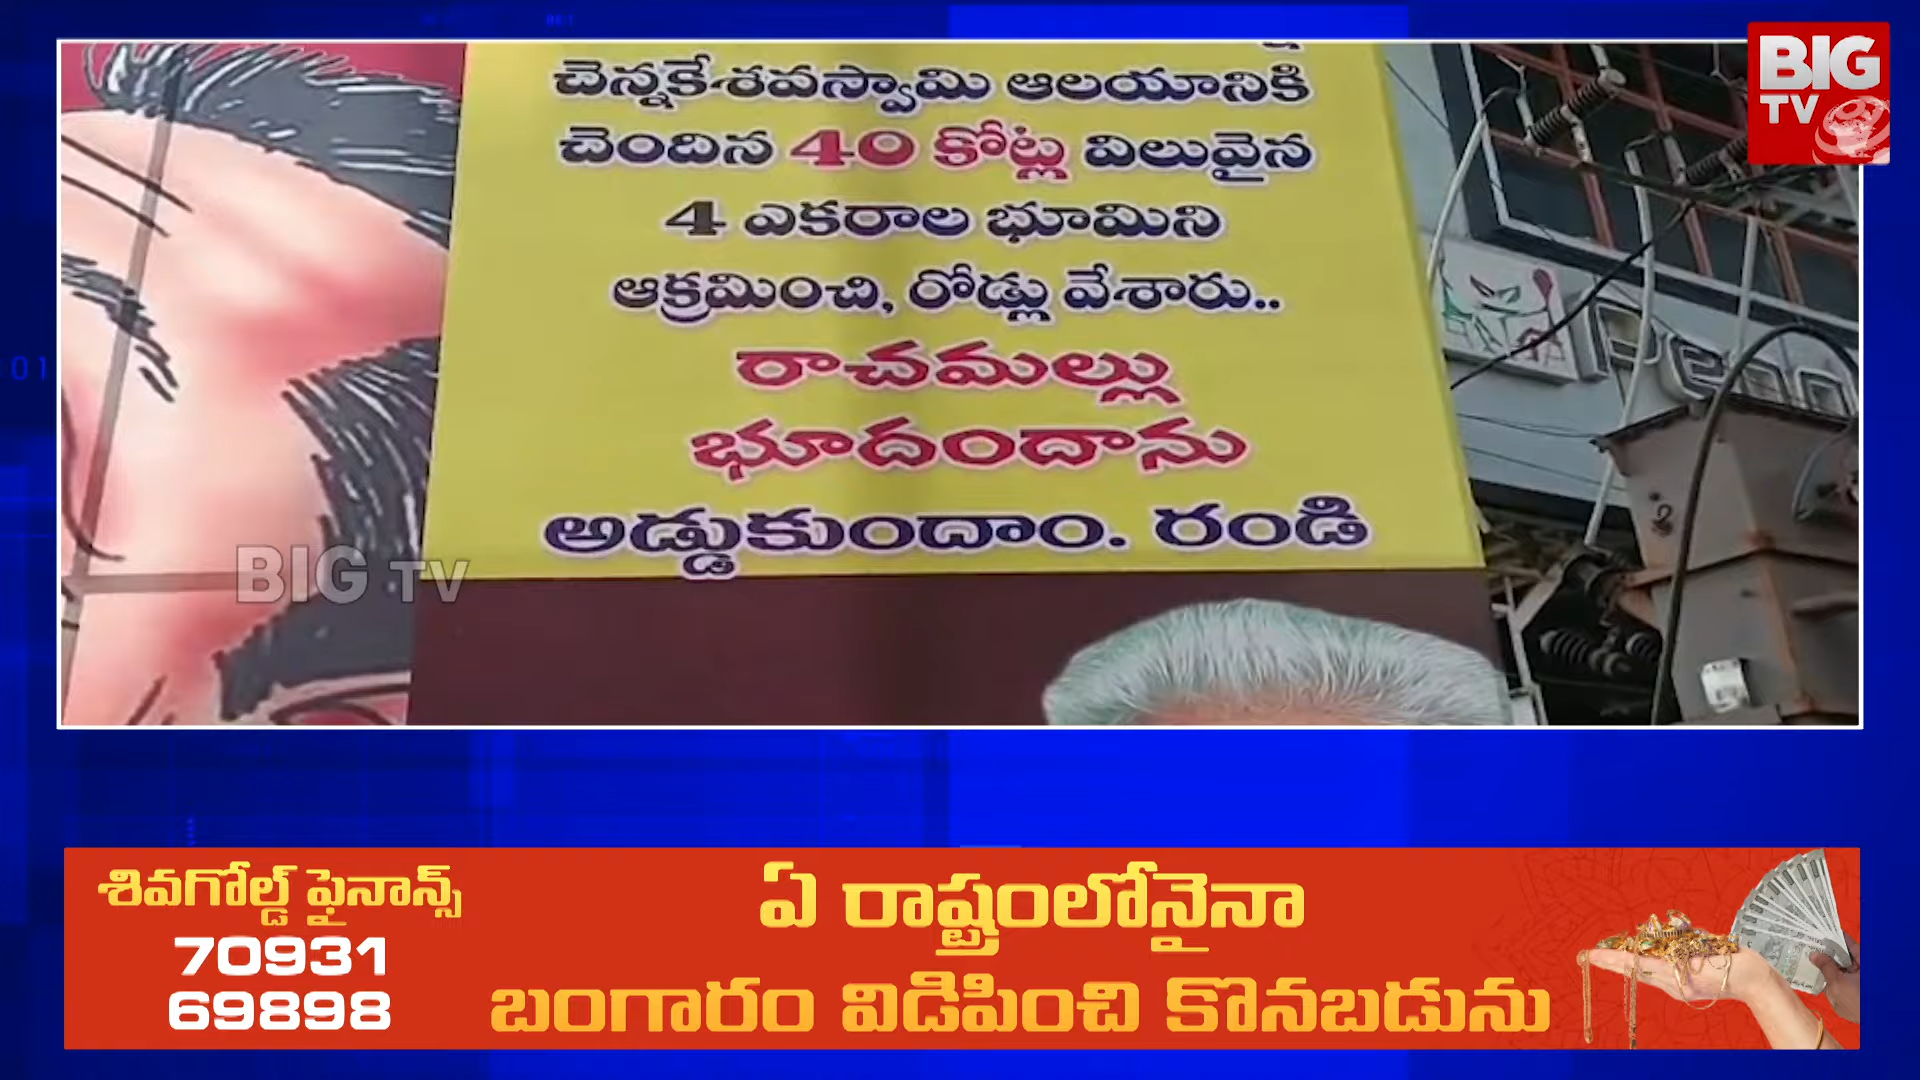 చెన్నకేశవస్వామి ఆలయానికి
చెందిన 40 కోట్ల విలువైన
4 ఎకరాల భూమిని
ఆక్రమించి, రోడ్లు వేశారు..
రాచమల్లు
భూదందాను
అడ్డుకుందాం. రండి
BIG
TV
BIG TV
శివగోల్డ్ ఫైనాన్స్
70931
69898
ఏ రాష్ట్రంలోనైనా
బంగారం విడిపించి కొనబడును